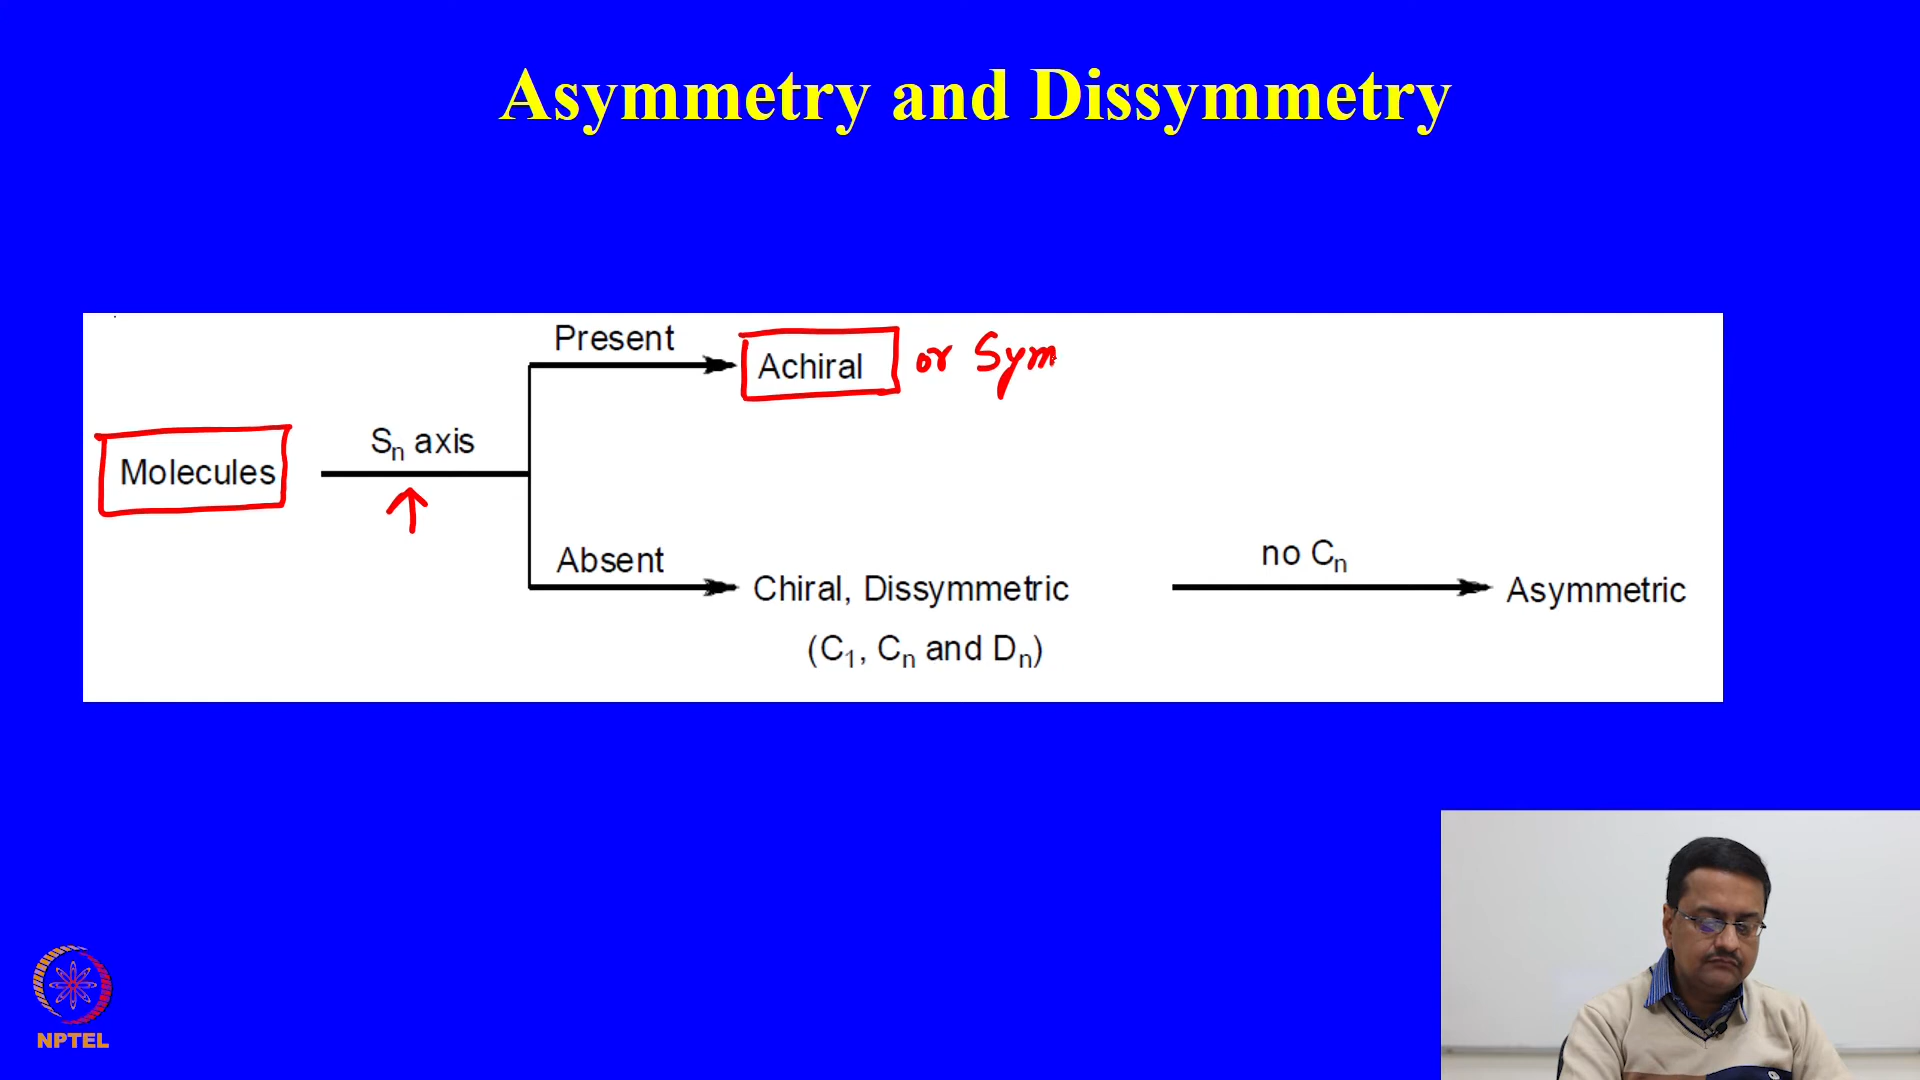 Asymmetry and Dissymmetry
Present
Achiral or Sym
Sn axis
Molecules
Absent
no Cn
Chiral, Dissymmetric
Asymmetric
(C1, Cn and Dn)
NPTEL